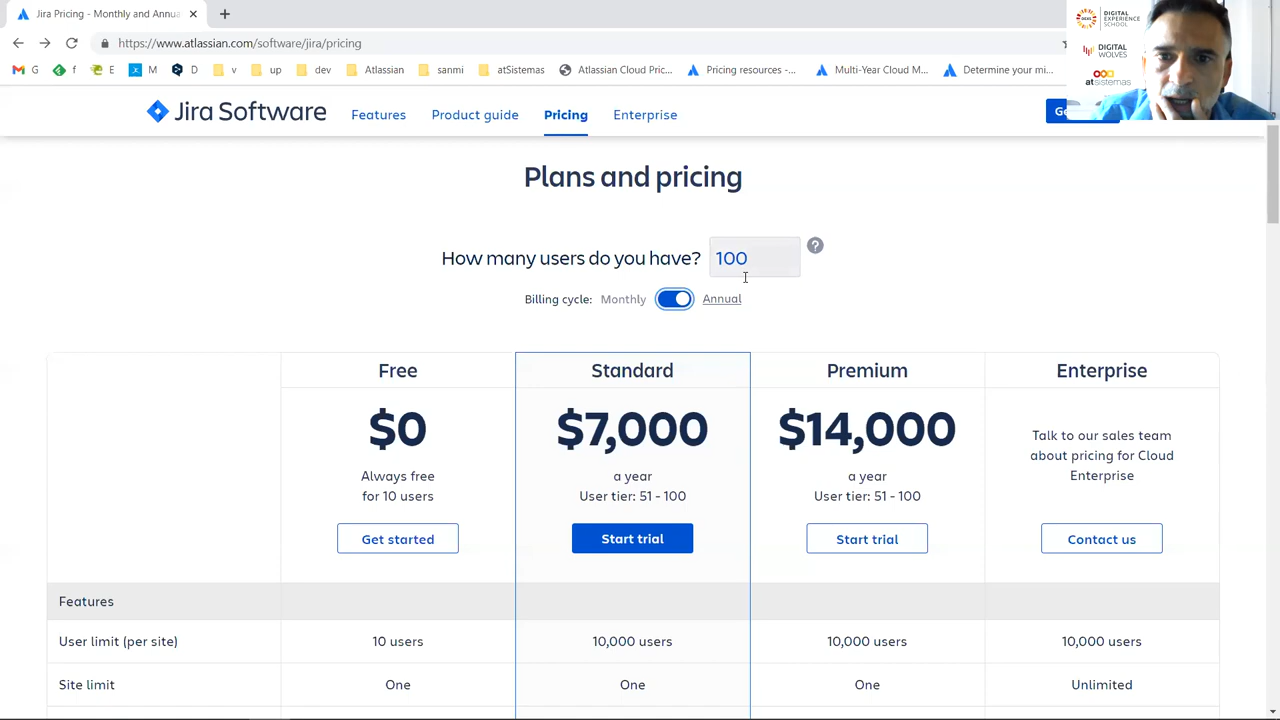 Jira Pricing - Monthly and Annua
https://www.atlassian.com/software/jira/pricing
G f E M D v up dev Atlassian sanmi atSistemas Atlassian Cloud Pric... Pricing resources -... Multi-Year Cloud M... Determine your mi...
DIGITAL
EXPERIENCE
SCHOOL
DIGITAL
WOLVES
atsistemas
Jira Software Features Product guide Pricing Enterprise
Plans and pricing
How many users do you have? 100 ?
Billing cycle: Monthly Annual
Free Standard Premium Enterprise
$0 $7,000 $14,000
Talk to our sales team
about pricing for Cloud
Enterprise
Always free a year a year
for 10 users User tier: 51 - 100 User tier: 51 - 100
Get started Start trial Start trial Contact us
Features
User limit (per site) 10 users 10,000 users 10,000 users 10,000 users
Site limit One One One Unlimited